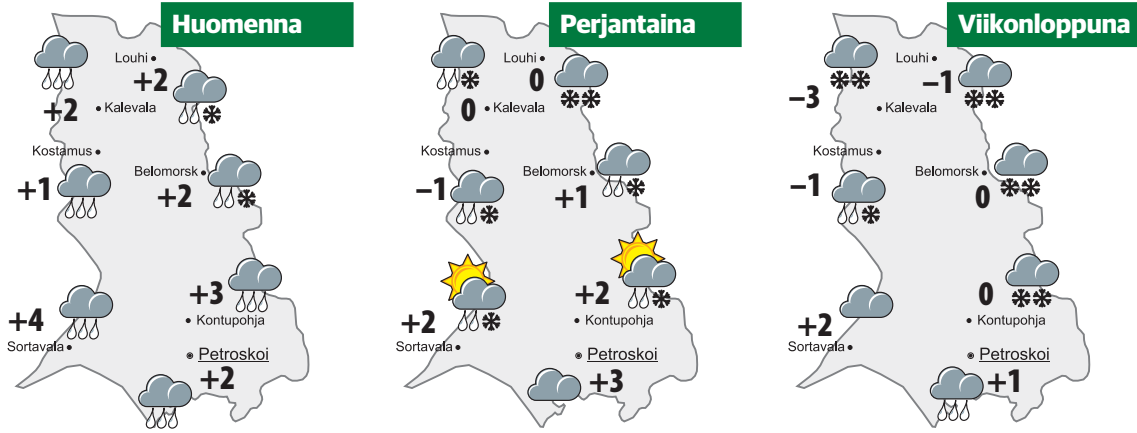 Huomenna
Louhi
+2
+2
Kalevala
Kostamus
+1
Belomorsk
+2
+3
Kontupohja
+4
Sortavala
Petroskoi
+2
Perjantaina
Louhi
0
0
Kalevala
Kostamus
−1
Belomorsk
+1
+2
Kontupohja
+2
Sortavala
Petroskoi
+3
Viikonloppuna
Louhi
−1
−3
Kalevala
Kostamus
−1
Belomorsk
0
0
Kontupohja
+2
Sortavala
Petroskoi
+1